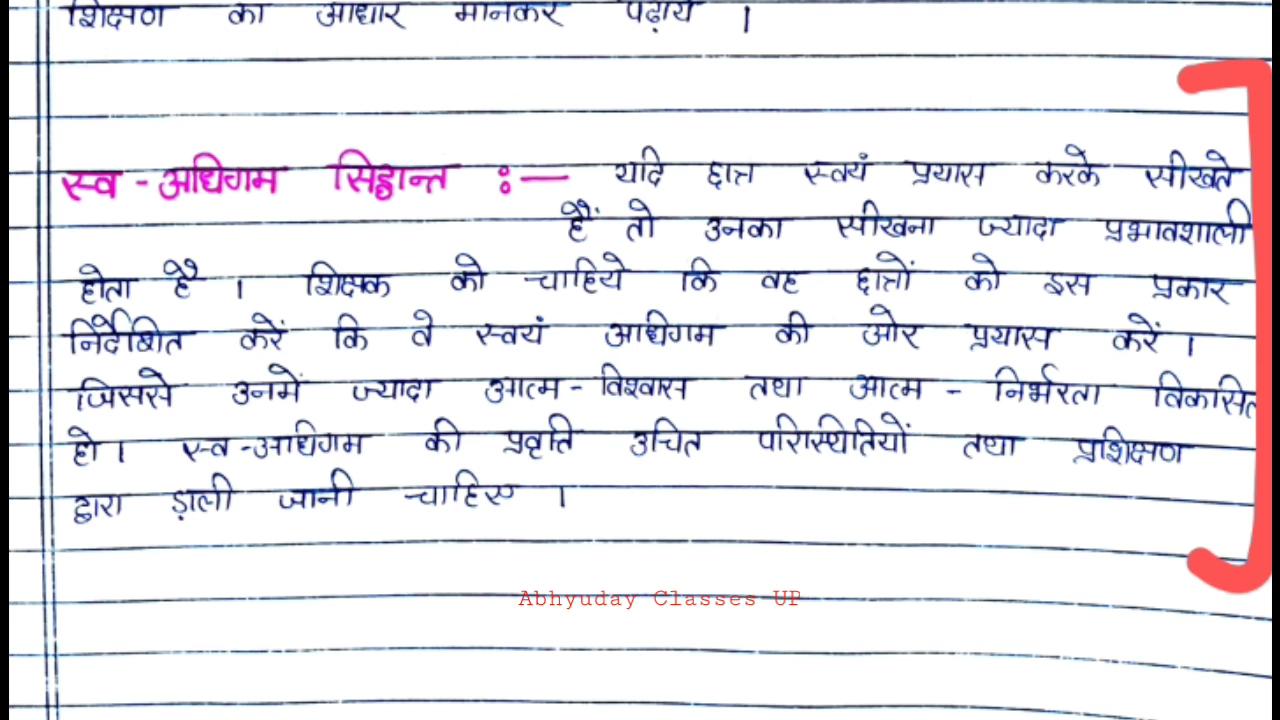 शिक्षण का आधार मानकर पढ़ाये ।
स्व-अधिगम सिद्धान्त :— यदि छात्र स्वयं प्रयास करके सीखते
हैं तो उनका सीखना ज्यादा प्रभावशाली
होता है । शिक्षक को चाहिये कि वह छात्रों को इस प्रकार
निर्देशित करें कि वे स्वयं अधिगम की ओर प्रयास करें ।
जिससे उनमें ज्यादा आत्म-विश्वास तथा आत्म-निर्भरता विकसित
हो । स्व-अधिगम की प्रवृति उचित परिस्थितियों तथा प्रशिक्षण
द्वारा ड़ाली जानी चाहिए ।
Abhyuday Classes UP